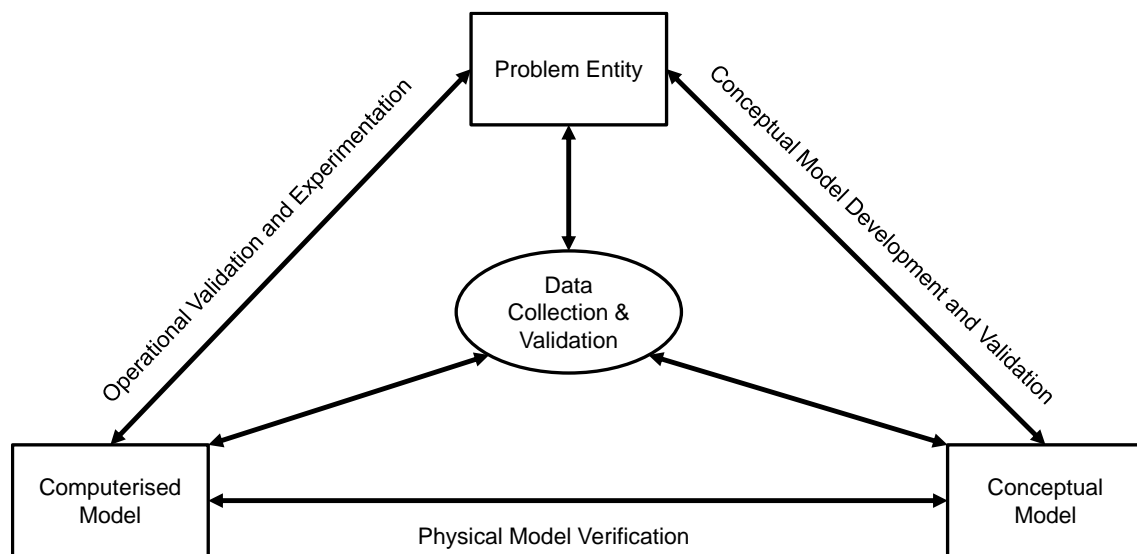 Problem Entity
Operational Validation and Experimentation
Conceptual Model Development and Validation
Data
Collection &
Validation
Computerised
Model
Physical Model Verification
Conceptual
Model